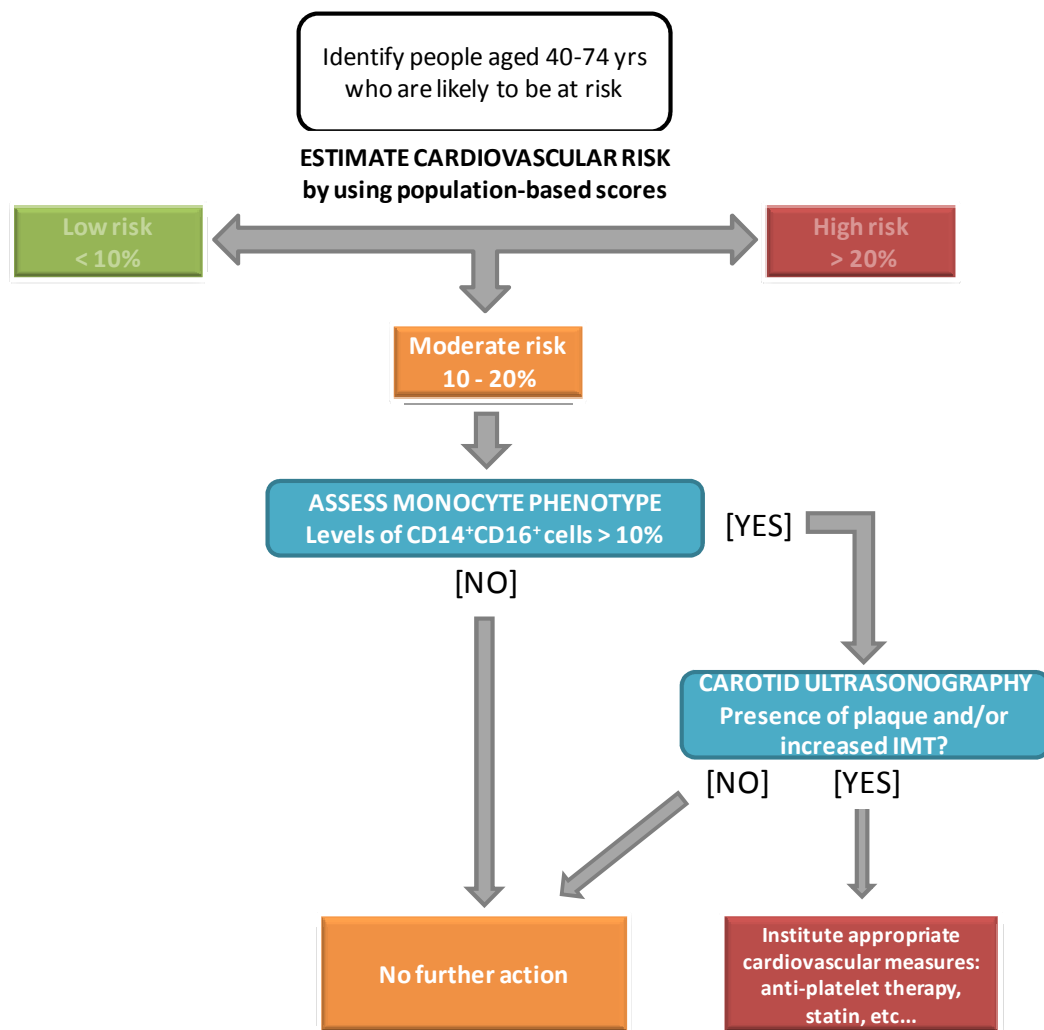 Identify people aged 40-74 yrs
who are likely to be at risk
ESTIMATE CARDIOVASCULAR RISK
by using population-based scores
Low risk
< 10%
High risk
> 20%
Moderate risk
10 - 20%
ASSESS MONOCYTE PHENOTYPE
Levels of CD14⁺CD16⁺ cells > 10%
[YES]
[NO]
CAROTID ULTRASONOGRAPHY
Presence of plaque and/or
increased IMT?
[NO]
[YES]
No further action
Institute appropriate
cardiovascular measures:
anti-platelet therapy,
statin, etc...